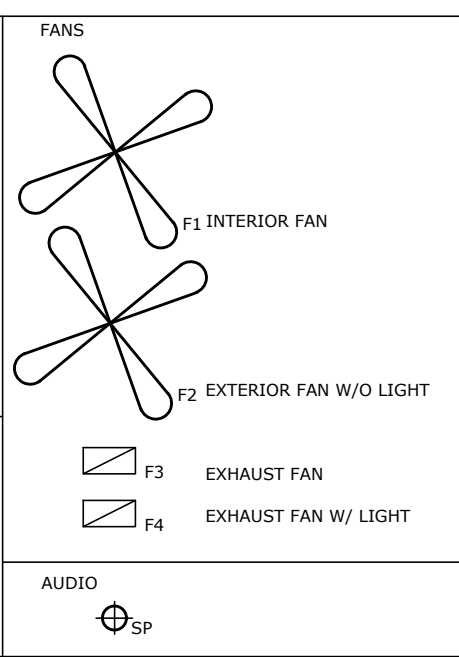 FANS
F1 INTERIOR FAN
F2 EXTERIOR FAN W/O LIGHT
F3 EXHAUST FAN
F4 EXHAUST FAN W/ LIGHT
AUDIO
SP